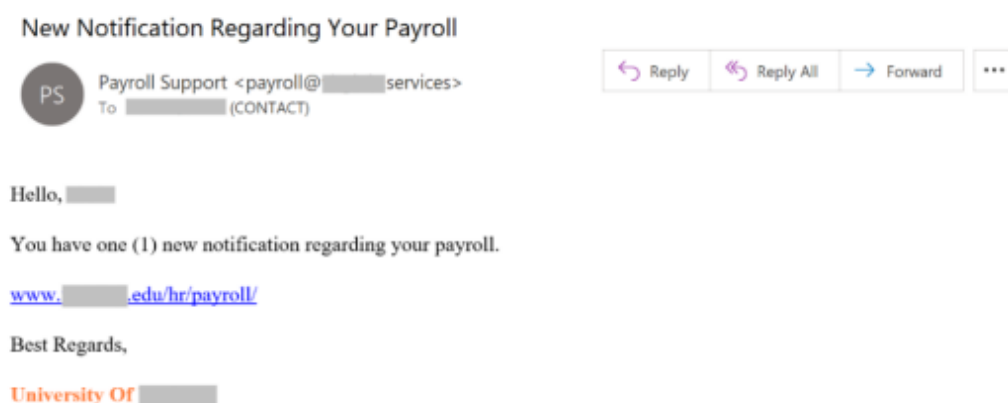 New Notification Regarding Your Payroll
PS
Payroll Support <payroll@ services>
To (CONTACT)
Reply
Reply All
Forward
Hello,
You have one (1) new notification regarding your payroll.
www. .edu/hr/payroll/
Best Regards,
University Of